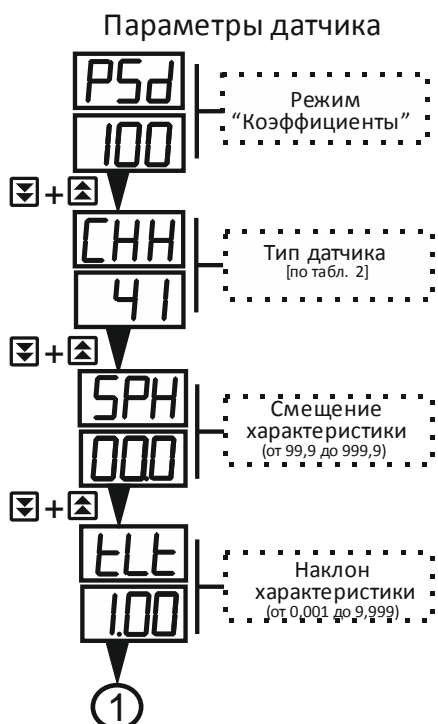 Параметры датчика
PSd
100
Режим
“Коэффициенты”
+
CHH
41
Тип датчика
[по табл. 2]
+
SPH
00.0
Смещение
характеристики
(от 99,9 до 999,9)
+
tLt
1.00
Наклон
характеристики
(от 0,001 до 9,999)
1